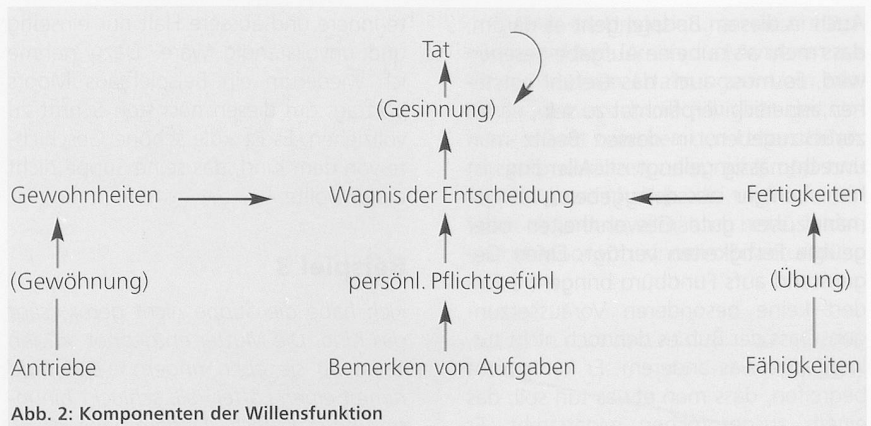 Tat
(Gesinnung)
Gewohnheiten Wagnis der Entscheidung Fertigkeiten
(Gewöhnung) persönl. Pflichtgefühl (Übung)
Antriebe Bemerken von Aufgaben Fähigkeiten
Abb. 2: Komponenten der Willensfunktion